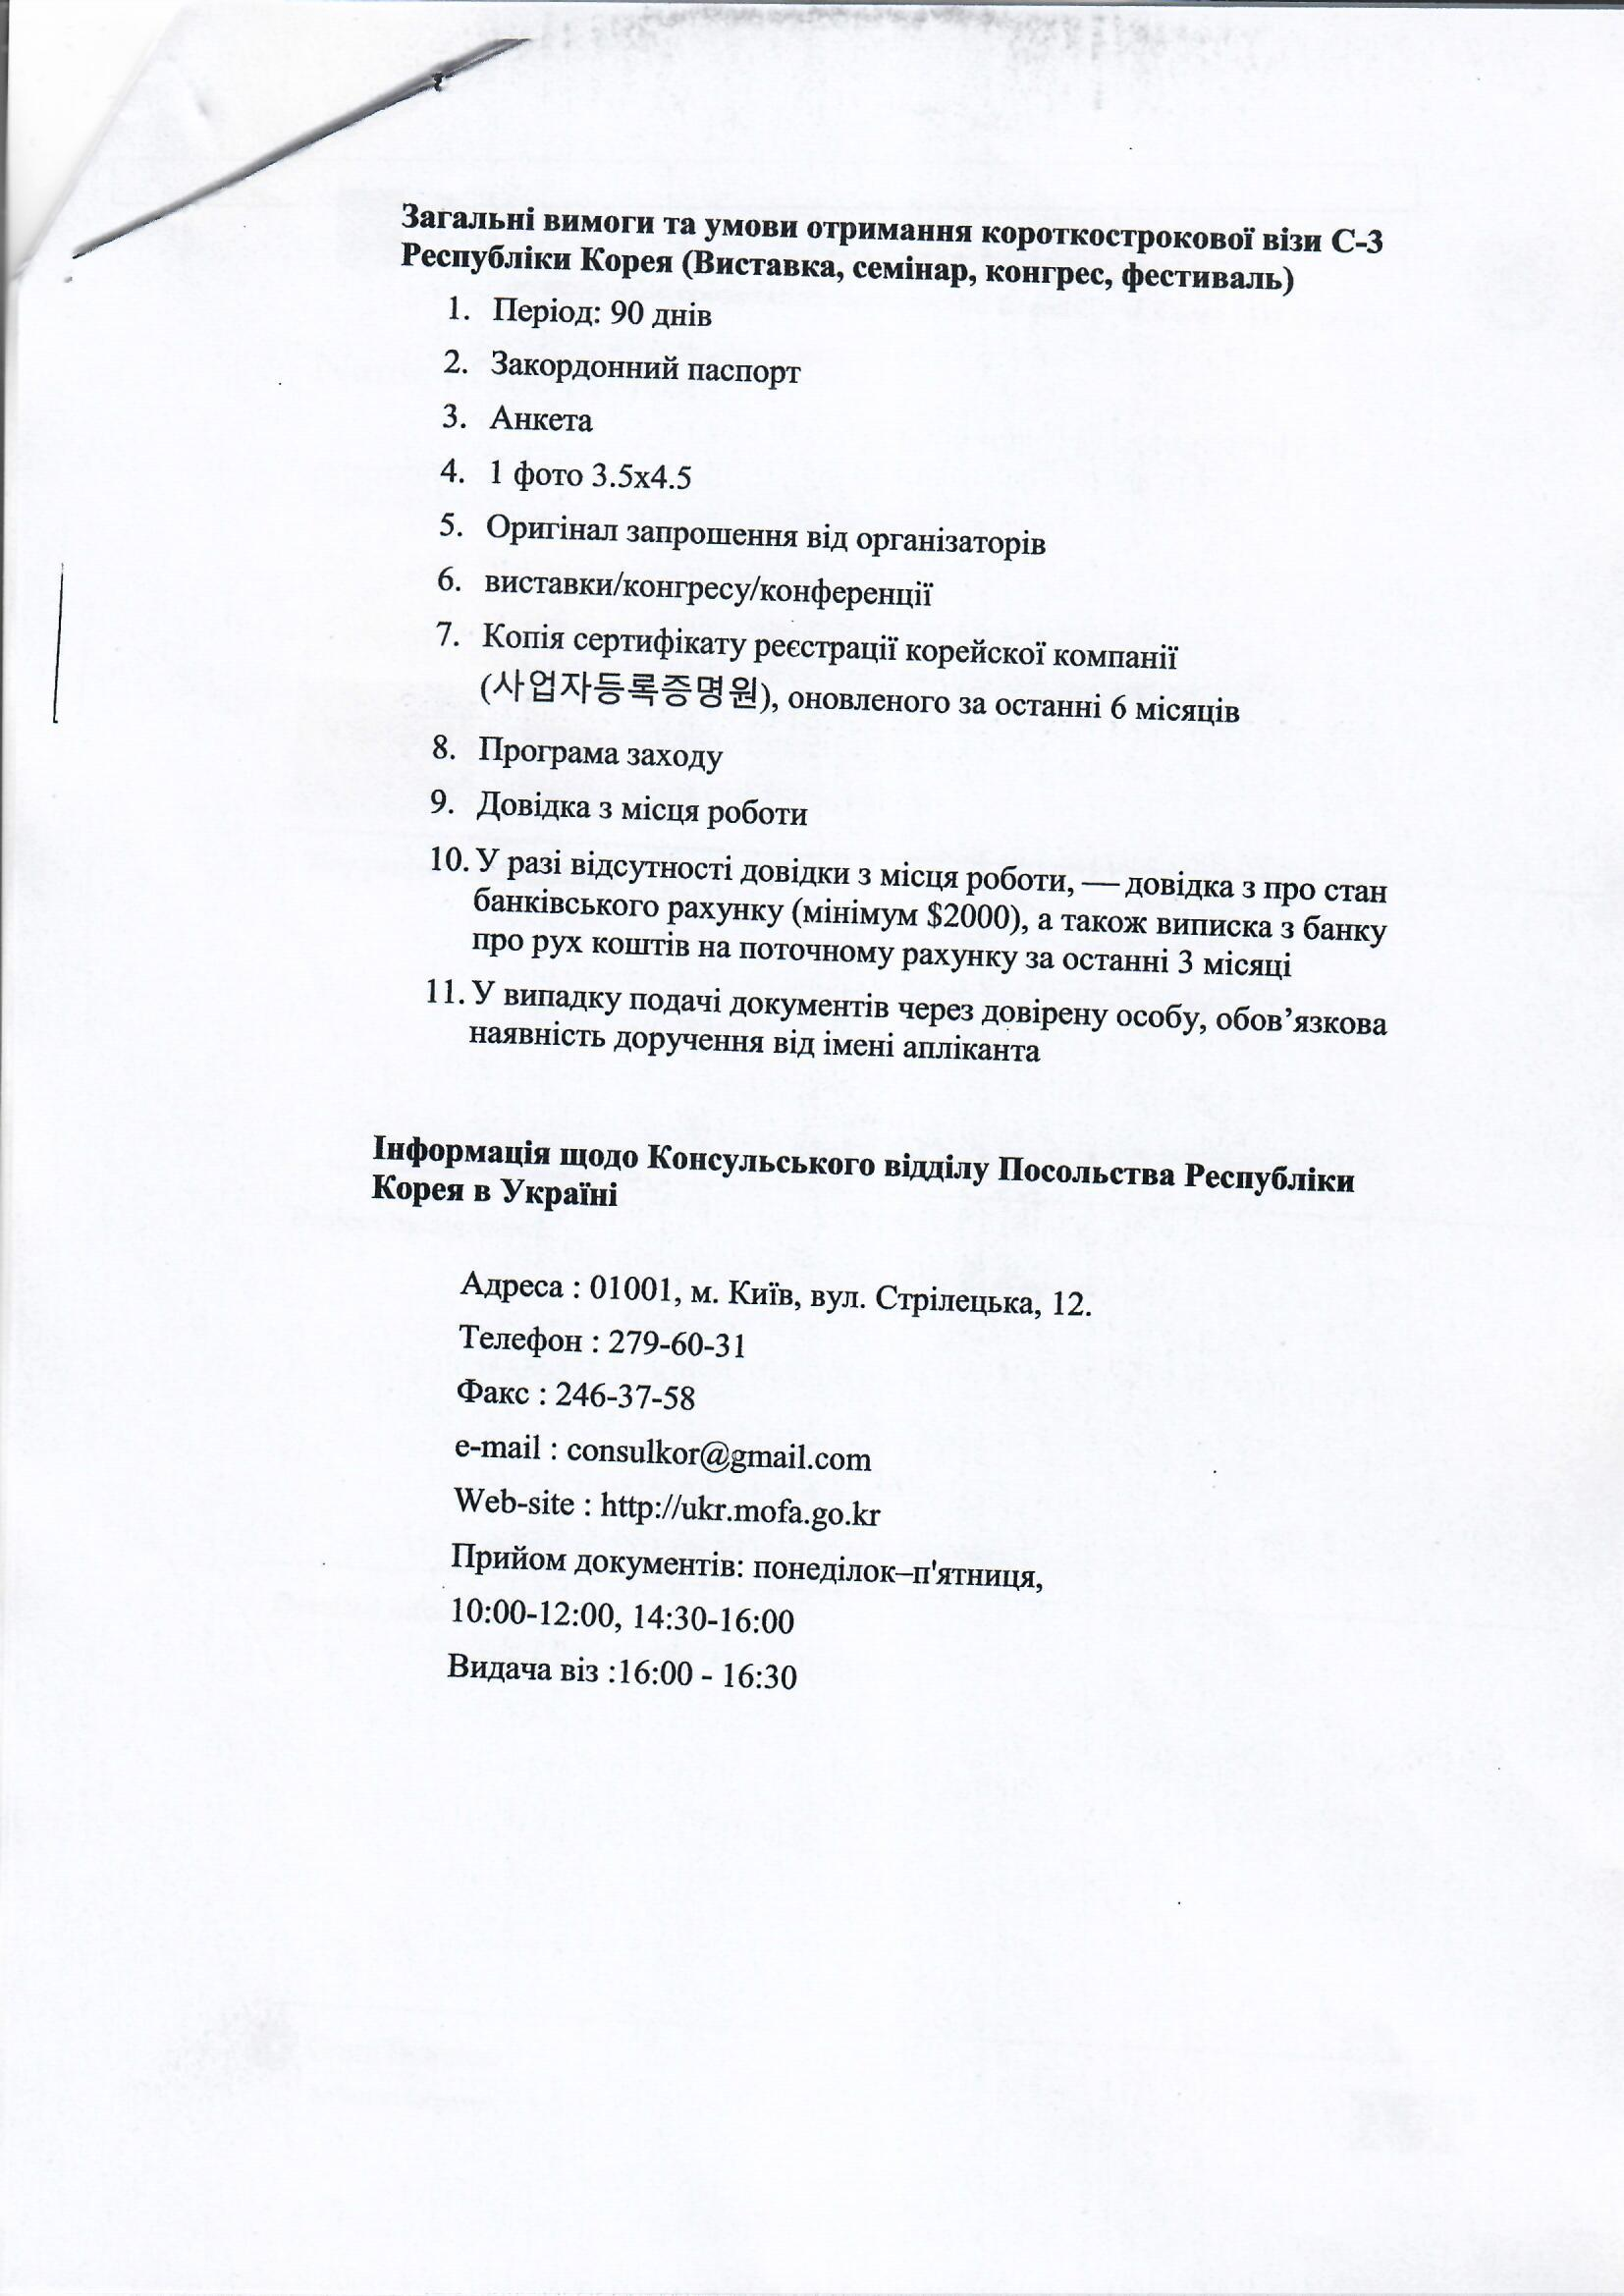 Загальні вимоги та умови отримання короткострокової візи С-3
Республіки Корея (Виставка, семінар, конгрес, фестиваль)
1. Період: 90 днів
2. Закордонний паспорт
3. Анкета
4. 1 фото 3.5x4.5
5. Оригінал запрошення від організаторів
6. виставки/конгресу/конференції
7. Копія сертифікату реєстрації корейскої компанії
(사업자등록증명원), оновленого за останні 6 місяців
8. Програма заходу
9. Довідка з місця роботи
10. У разі відсутності довідки з місця роботи, — довідка з про стан
банківського рахунку (мінімум $2000), а також виписка з банку
про рух коштів на поточному рахунку за останні 3 місяці
11. У випадку подачі документів через довірену особу, обов’язкова
наявність доручення від імені апліканта
Інформація щодо Консульського відділу Посольства Республіки
Корея в Україні
Адреса : 01001, м. Київ, вул. Стрілецька, 12.
Телефон : 279-60-31
Факс : 246-37-58
e-mail : consulkor@gmail.com
Web-site : http://ukr.mofa.go.kr
Прийом документів: понеділок–п'ятниця,
10:00-12:00, 14:30-16:00
Видача віз :16:00 - 16:30